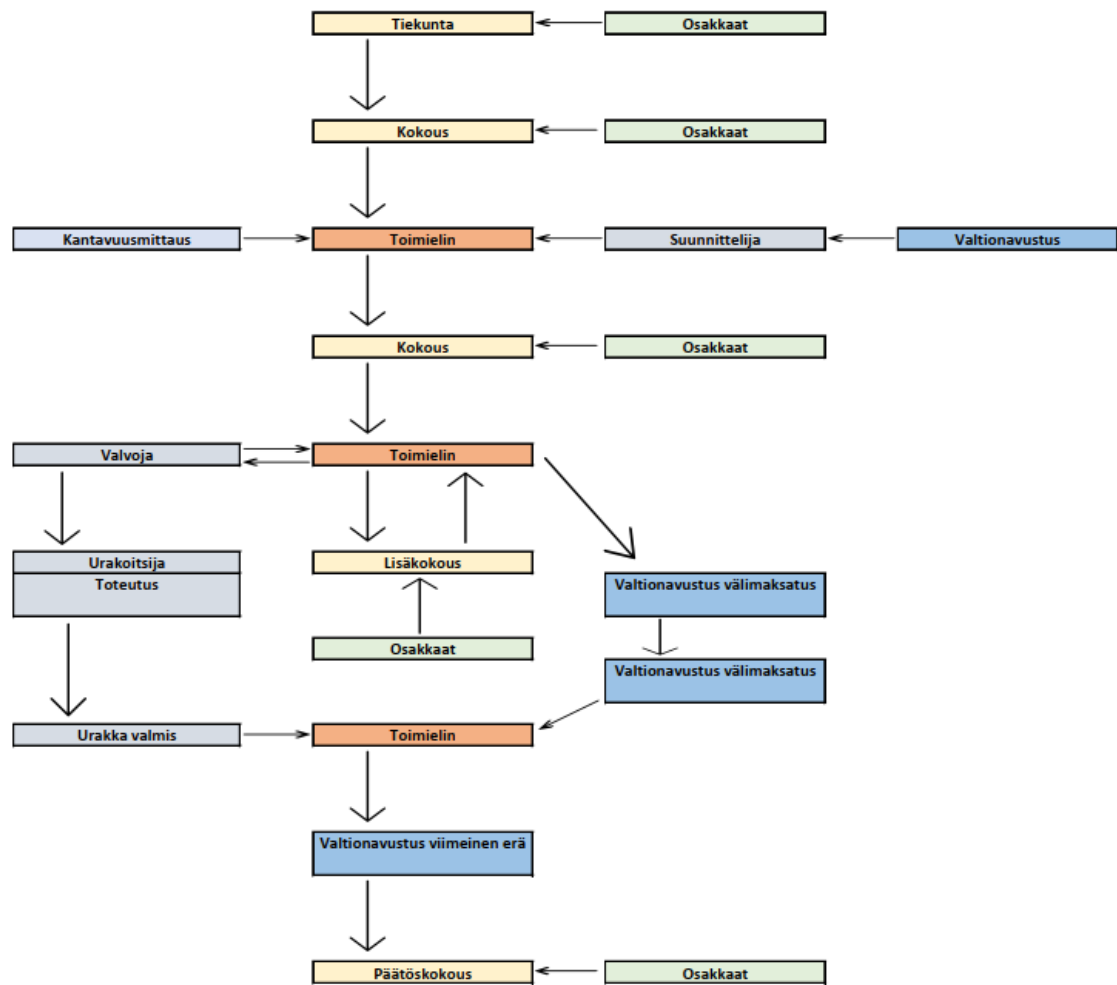 Tiekunta
Osakkaat
Kokous
Osakkaat
Kantavuusmittaus
Toimielin
Suunnittelija
Valtionavustus
Kokous
Osakkaat
Valvoja
Toimielin
Urakoitsija
Lisäkokous
Toteutus
Valtionavustus välimaksatus
Osakkaat
Valtionavustus välimaksatus
Urakka valmis
Toimielin
Valtionavustus viimeinen erä
Päätöskokous
Osakkaat